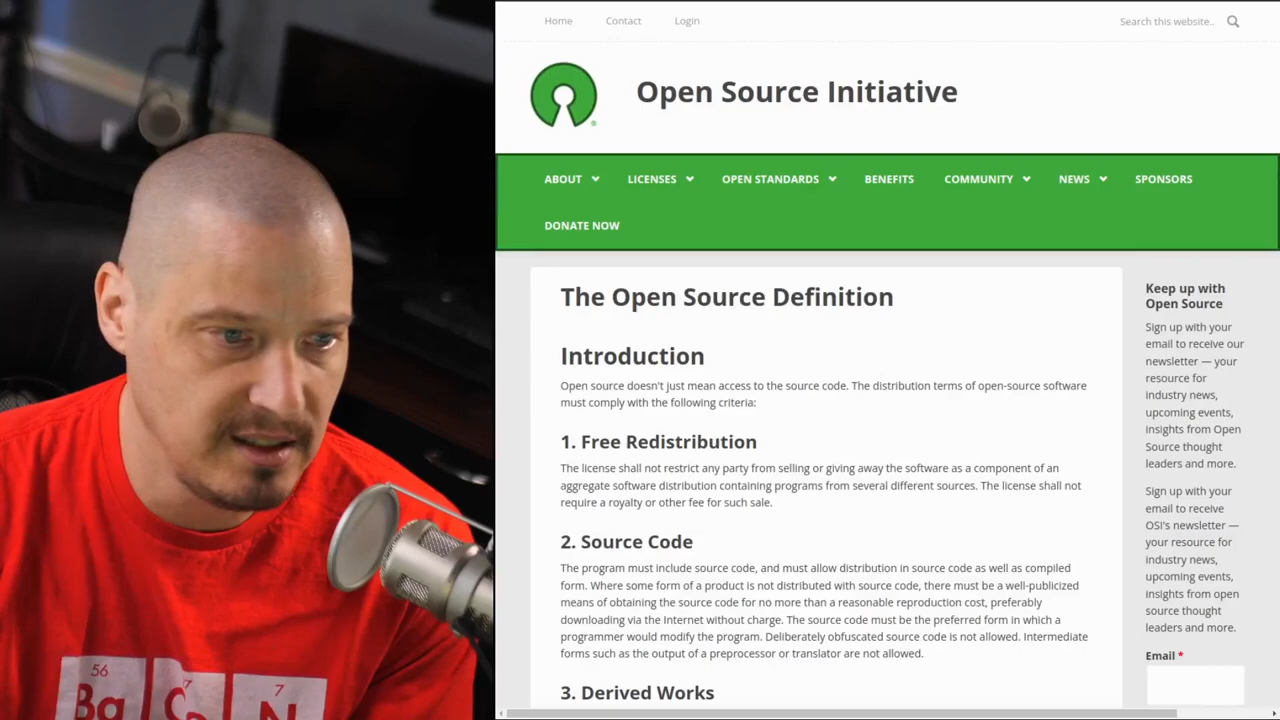 Home
Contact
Login
Search this website..
Open Source Initiative
ABOUT
LICENSES
OPEN STANDARDS
BENEFITS
COMMUNITY
NEWS
SPONSORS
DONATE NOW
The Open Source Definition
Introduction
Open source doesn't just mean access to the source code. The distribution terms of open-source software
must comply with the following criteria:
1. Free Redistribution
The license shall not restrict any party from selling or giving away the software as a component of an
aggregate software distribution containing programs from several different sources. The license shall not
require a royalty or other fee for such sale.
2. Source Code
The program must include source code, and must allow distribution in source code as well as compiled
form. Where some form of a product is not distributed with source code, there must be a well-publicized
means of obtaining the source code for no more than a reasonable reproduction cost, preferably
downloading via the Internet without charge. The source code must be the preferred form in which a
programmer would modify the program. Deliberately obfuscated source code is not allowed. Intermediate
forms such as the output of a preprocessor or translator are not allowed.
3. Derived Works
Keep up with
Open Source
Sign up with your
email to receive our
newsletter — your
resource for
industry news,
upcoming events,
insights from Open
Source thought
leaders and more.
Sign up with your
email to receive
OSI's newsletter —
your resource for
industry news,
upcoming events,
insights from open
source thought
leaders and more.
Email *
56
7
7
Ba
C
N